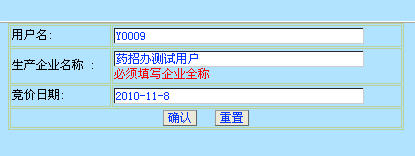 用户名: Y0009
生产企业名称 : 药招办测试用户
必须填写企业全称
竞价日期: 2010-11-8
确认 重置